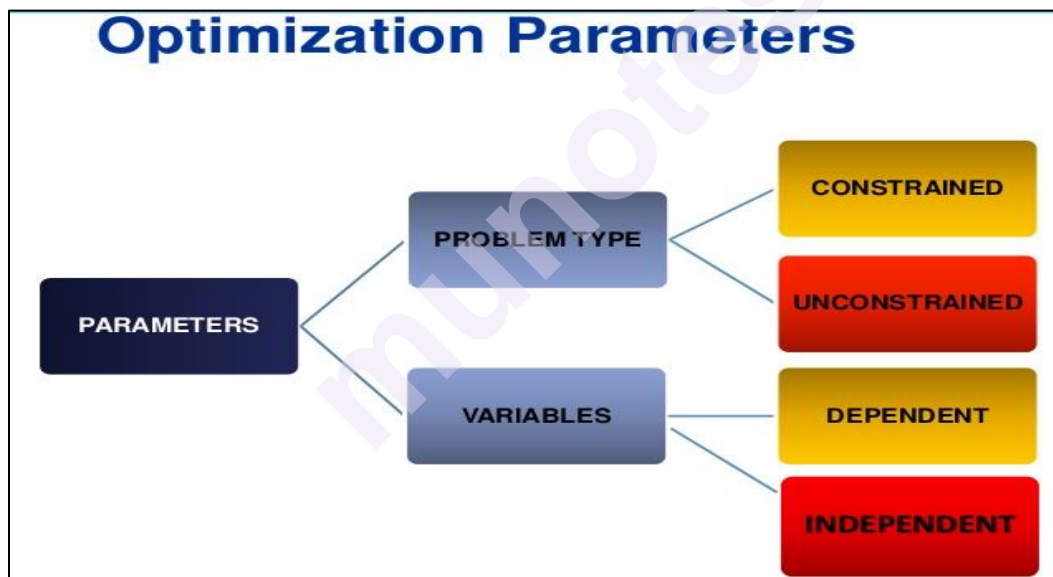 Optimization Parameters
CONSTRAINED
PROBLEM TYPE
UNCONSTRAINED
PARAMETERS
VARIABLES
DEPENDENT
INDEPENDENT